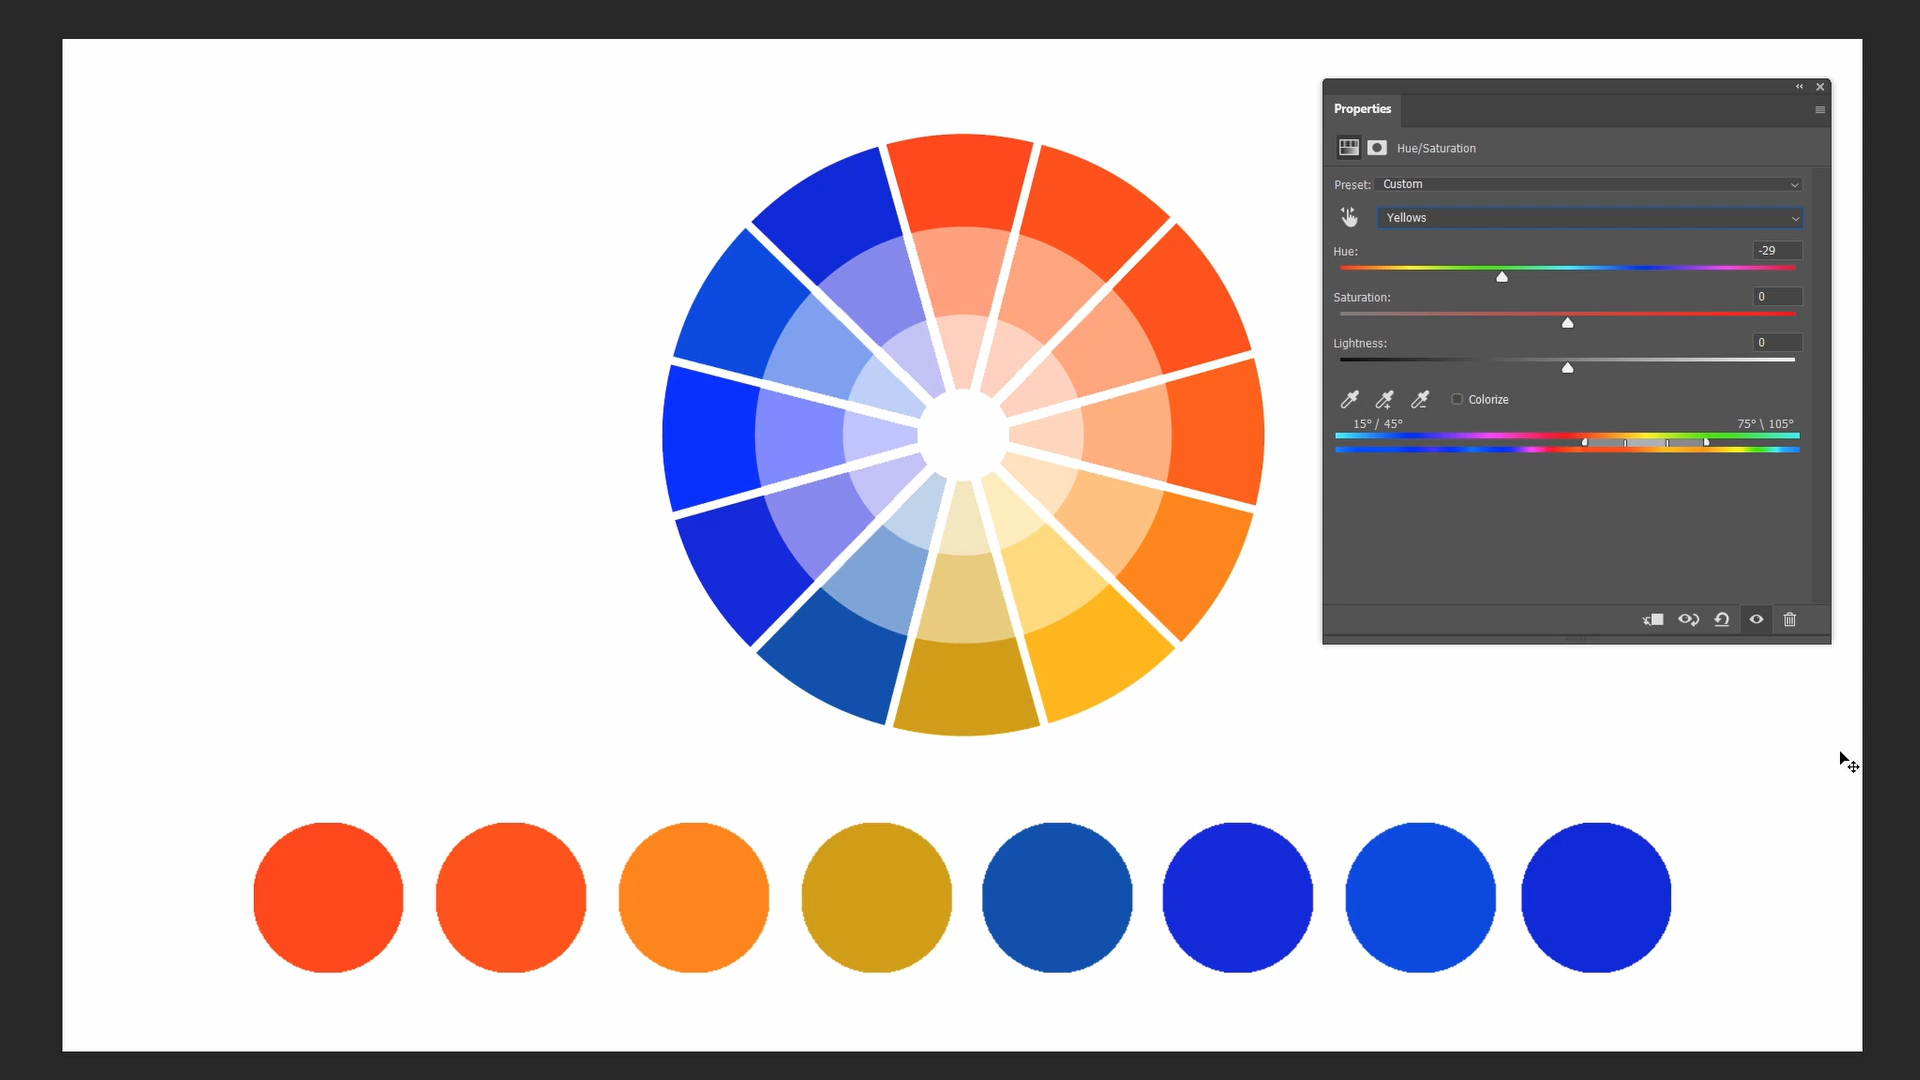 Properties
Hue/Saturation
Preset: Custom
Yellows
Hue: -29
Saturation: 0
Lightness: 0
Colorize
15° / 45° 75° \ 105°